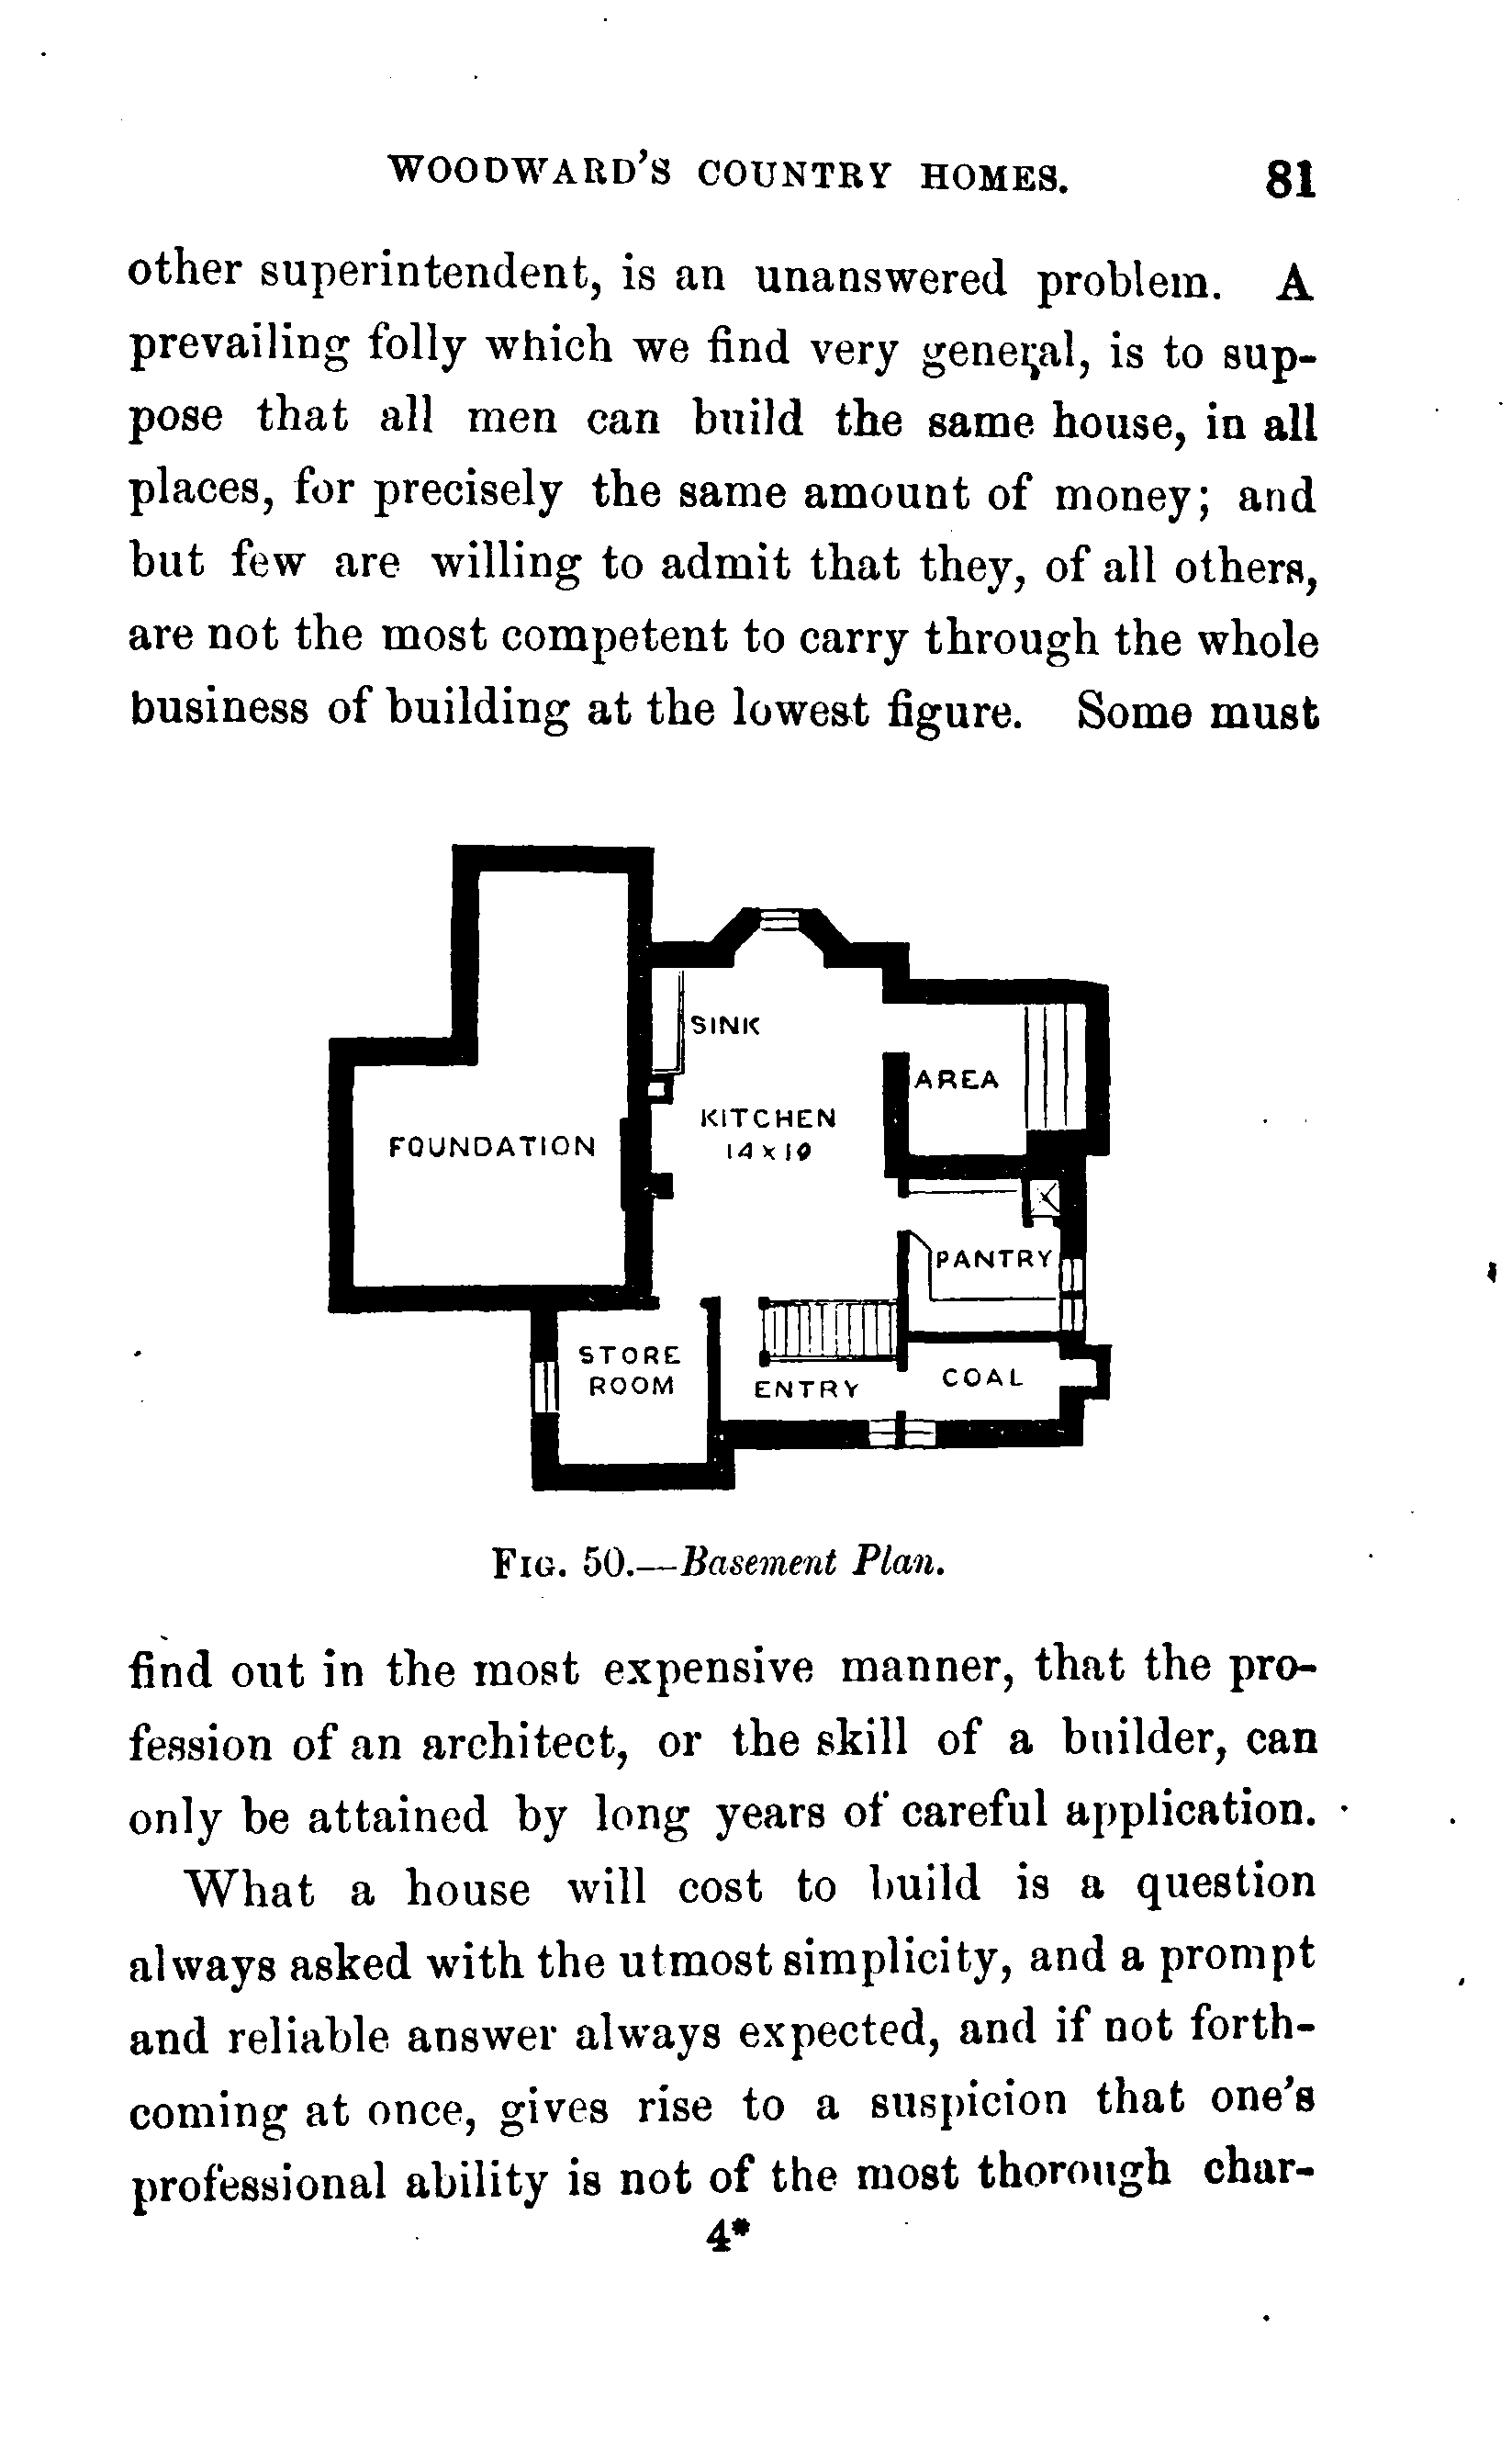 WOODWARD'S COUNTRY HOMES. 81
other superintendent, is an unanswered problem. A
prevailing folly which we find very general, is to sup-
pose that all men can build the same house, in all
places, for precisely the same amount of money; and
but few are willing to admit that they, of all others,
are not the most competent to carry through the whole
business of building at the lowest figure. Some must
SINK
AREA
KITCHEN
FOUNDATION
PANTRY
STORE
ROOM
ENTRY
COAL
FIG. 50.—Basement Plan.
find out in the most expensive manner, that the pro-
fession of an architect, or the skill of a builder, can
only be attained by long years of careful application.
What a house will cost to build is a question
always asked with the utmost simplicity, and a prompt
and reliable answer always expected, and if not forth-
coming at once, gives rise to a suspicion that one's
professional ability is not of the most thorough char-
4*